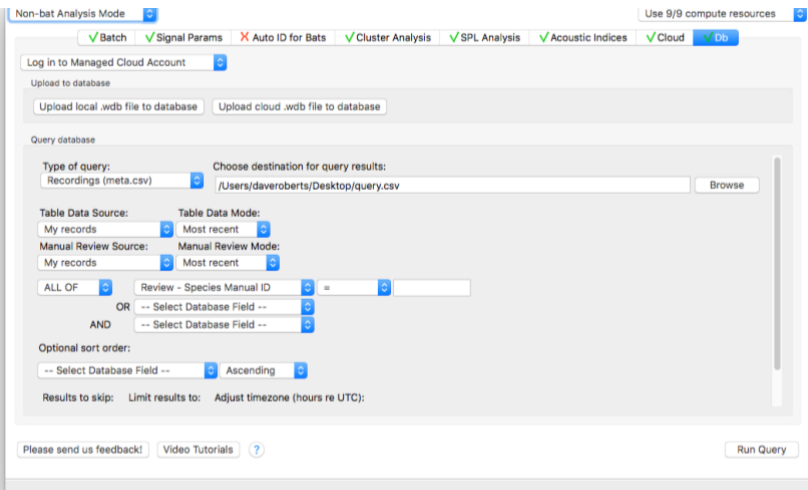 Non-bat Analysis Mode Use 9/9 compute resources
Batch Signal Params Auto ID for Bats Cluster Analysis SPL Analysis Acoustic Indices Cloud Db
Log in to Managed Cloud Account
Upload to database
Upload local .wdb file to database Upload cloud .wdb file to database
Query database
Type of query: Choose destination for query results:
Recordings (meta.csv) /Users/daveroberts/Desktop/query.csv Browse
Table Data Source: Table Data Mode:
My records Most recent
Manual Review Source: Manual Review Mode:
My records Most recent
ALL OF Review - Species Manual ID =
OR -- Select Database Field --
AND -- Select Database Field --
Optional sort order:
-- Select Database Field -- Ascending
Results to skip: Limit results to: Adjust timezone (hours re UTC):
Please send us feedback! Video Tutorials ? Run Query